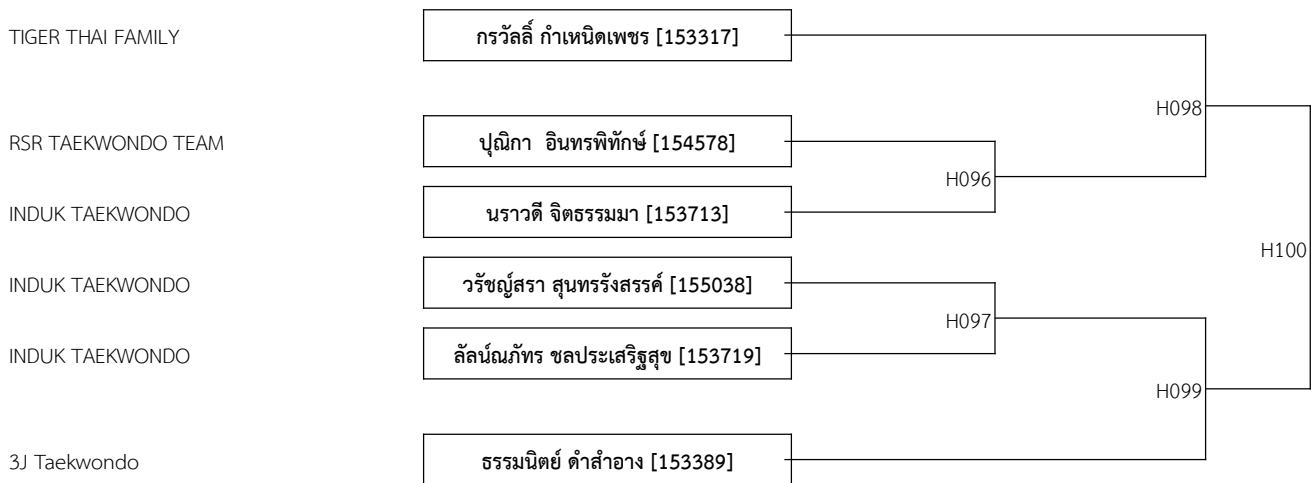 TIGER THAI FAMILY กรวัลลิ์ กำเหนิดเพชร [153317]
H098
RSR TAEKWONDO TEAM ปุณิกา  อินทรพิทักษ์ [154578]
H096
INDUK TAEKWONDO นราวดี จิตธรรมมา [153713]
H100
INDUK TAEKWONDO วรัชญ์สรา สุนทรรังสรรค์ [155038]
H097
INDUK TAEKWONDO ลัลน์ณภัทร ชลประเสริฐสุข [153719]
H099
3J Taekwondo ธรรมนิตย์ ดำสำอาง [153389]